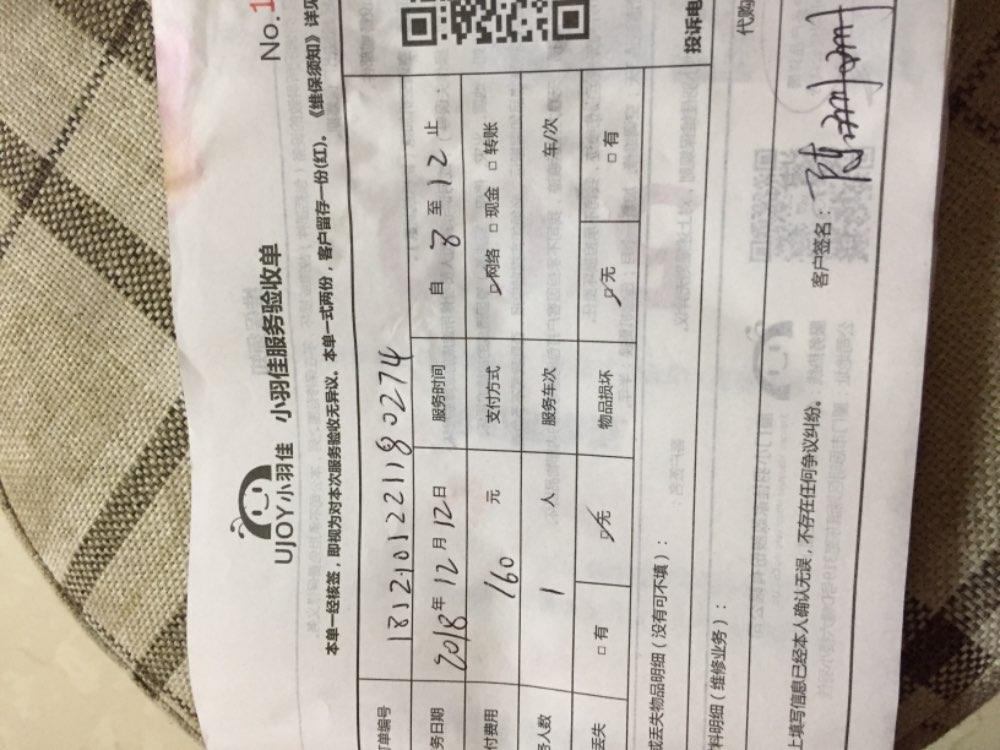 No.1
UJOY小羽佳 小羽佳服务验收单
本单一经核签，即视为对本次服务验收无异议。本单一式两份，客户留存一份(红)。《维保须知》详见
订单编号 181210122118 0274
务日期 2018年12月12日 服务时间 自 8 至 12 止
付费用 160 元 支付方式 ☑网络 □现金 □转账
务人数 1 人 服务车次 车/次
丢失 □有 ☑无 物品损坏 ☑无 □有
或丢失物品明细（没有可不填）：
料明细（维修业务）：
投诉电
上填写信息已经本人确认无误，不存在任何争议纠纷。 客户签名：
代购